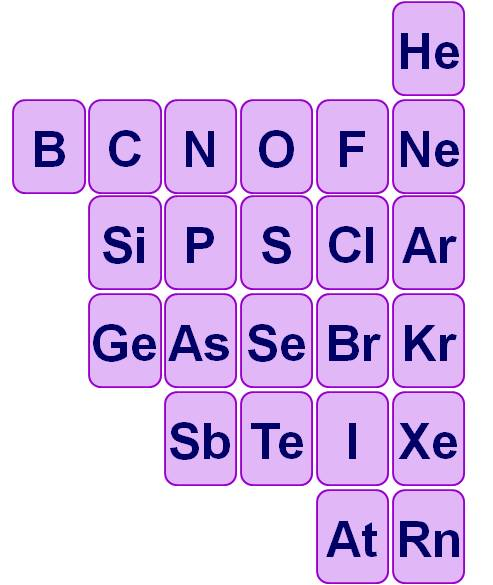 He
B C N O F Ne
Si P S Cl Ar
Ge As Se Br Kr
Sb Te I Xe
At Rn